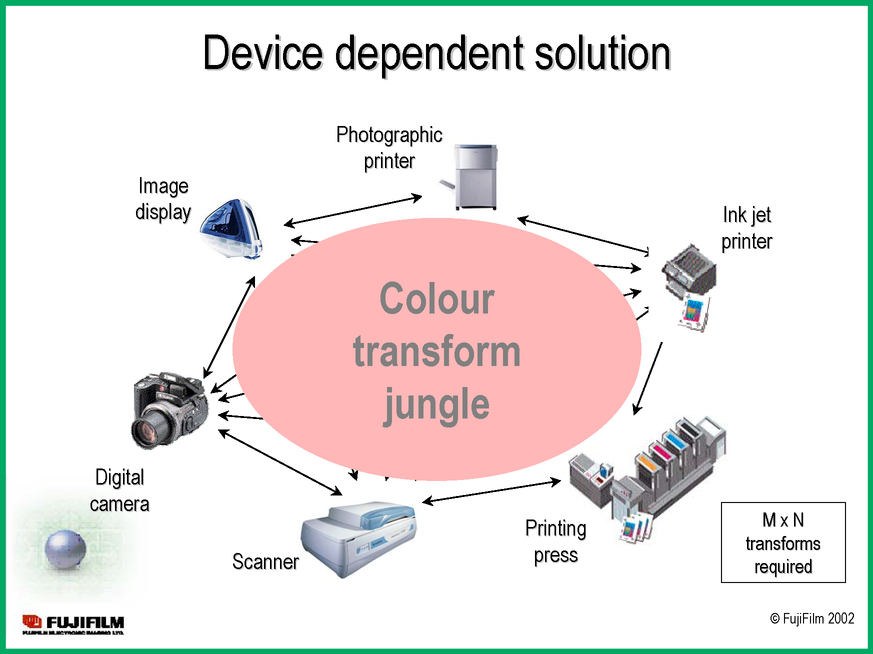 Device dependent solution
Photographic
printer
Image
display
Ink jet
printer
Colour
transform
jungle
Digital
camera
Scanner
Printing
press
M x N
transforms
required
FUJIFILM
FUJIFILM ELECTRONIC IMAGING LTD.
© FujiFilm 2002